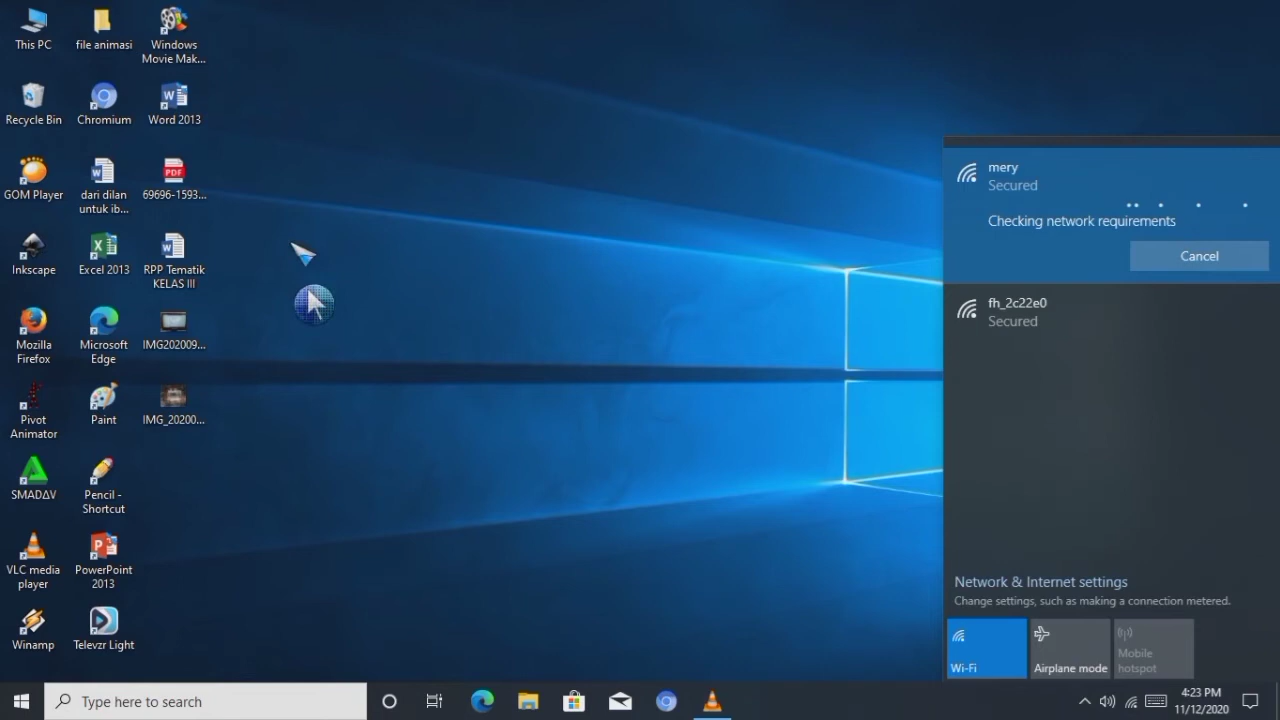 This PC
file animasi
Windows
Movie Mak...
Recycle Bin
Chromium
Word 2013
GOM Player
dari dilan
untuk ib...
PDF
69696-1593...
Inkscape
Excel 2013
RPP Tematik
KELAS III
Mozilla
Firefox
Microsoft
Edge
IMG202009...
Pivot
Animator
Paint
IMG_20200...
SMADΔV
Pencil -
Shortcut
VLC media
player
PowerPoint
2013
Winamp
Televzr Light
mery
Secured
Checking network requirements
Cancel
fh_2c22e0
Secured
Network & Internet settings
Change settings, such as making a connection metered.
Wi-Fi
Airplane mode
Mobile
hotspot
Type here to search
4:23 PM
11/12/2020